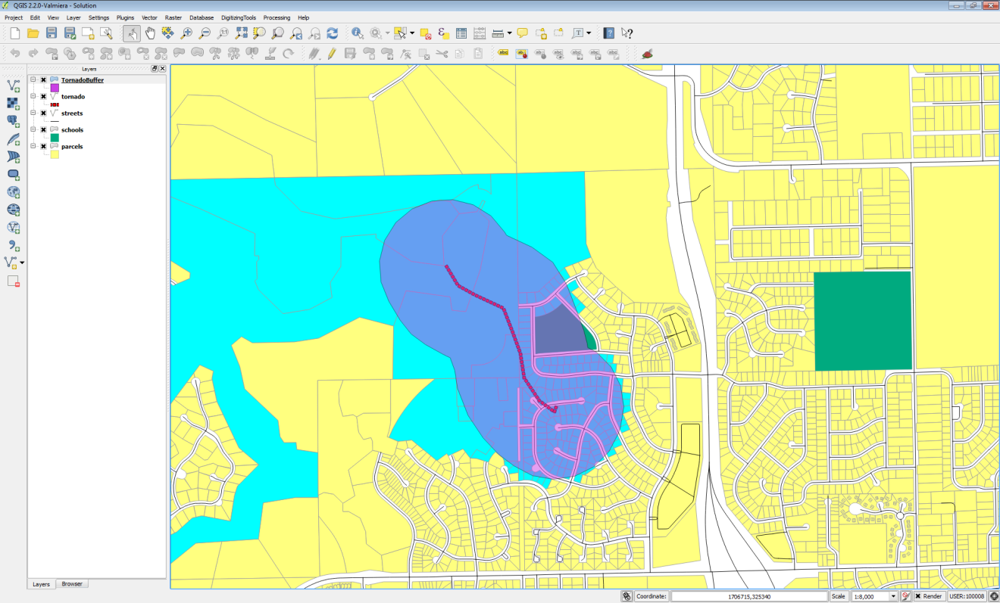 QGIS 2.2.0-Valmiera - Solution
Project Edit View Layer Settings Plugins Vector Raster Database DigitizingTools Processing Help
Layers
TornadoBuffer
tornado
streets
schools
parcels
Layers Browser
Coordinate: 1706715,325340 Scale 1:8,000 Render USER:100008